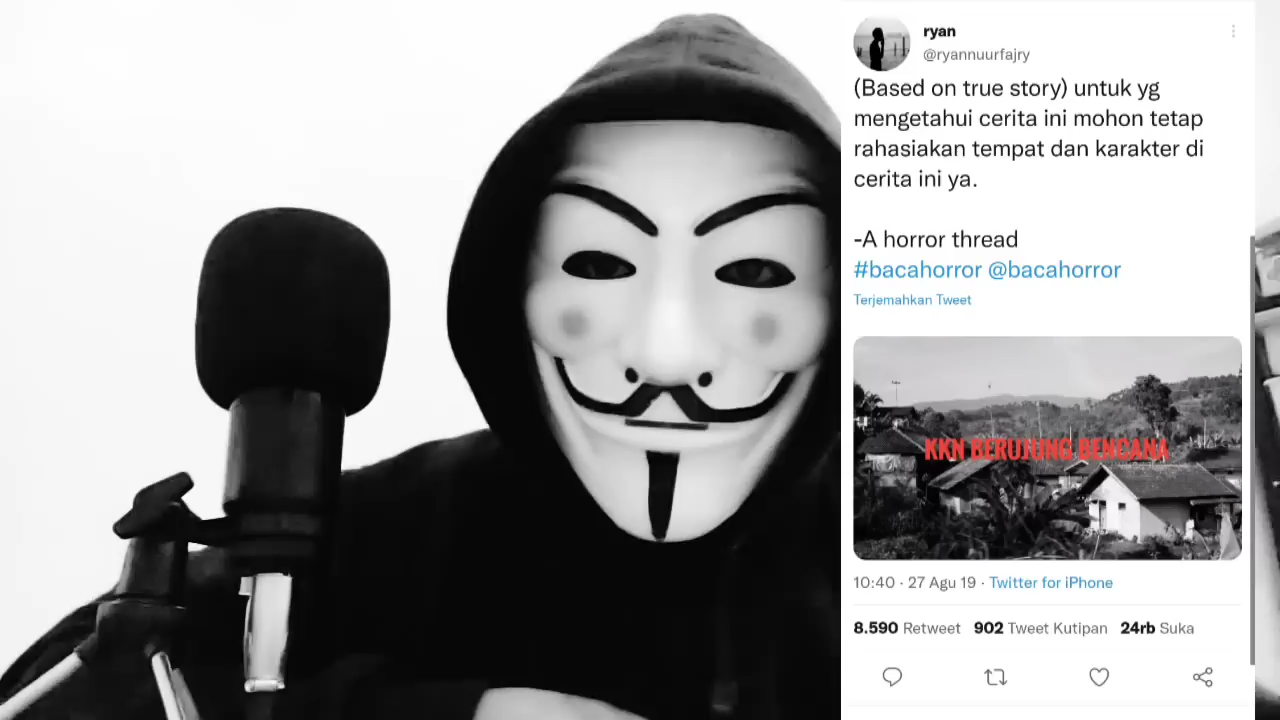 ryan
@ryannuurfajry
(Based on true story) untuk yg
mengetahui cerita ini mohon tetap
rahasiakan tempat dan karakter di
cerita ini ya.
-A horror thread
#bacahorror @bacahorror
Terjemahkan Tweet
KKN BERUJUNG BENCANA
10:40 · 27 Agu 19 · Twitter for iPhone
8.590 Retweet 902 Tweet Kutipan 24rb Suka